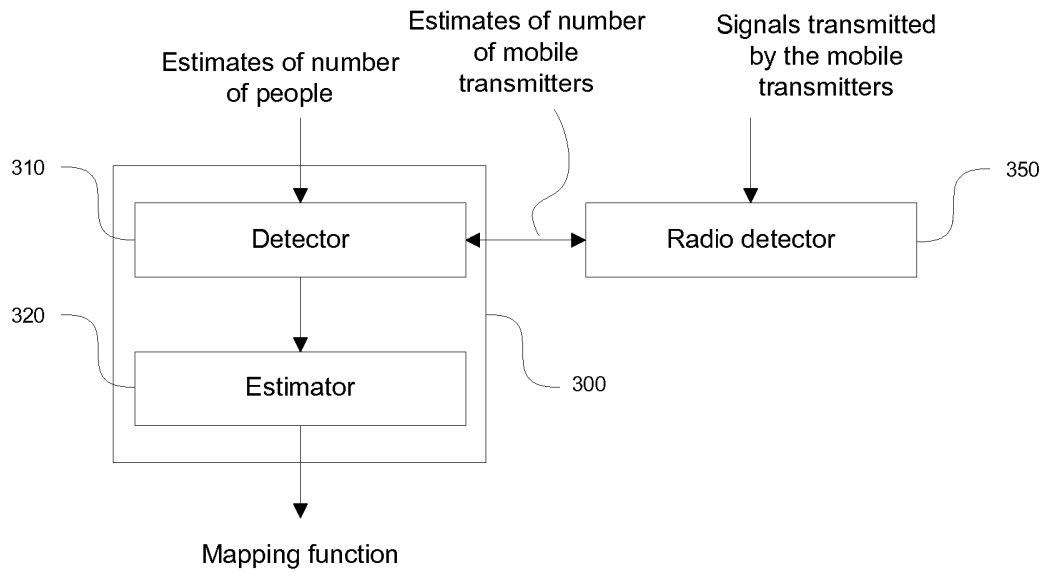 Estimates of number
of people
Estimates of number
of mobile
transmitters
Signals transmitted
by the mobile
transmitters
310
350
Detector
Radio detector
320
Estimator
300
Mapping function